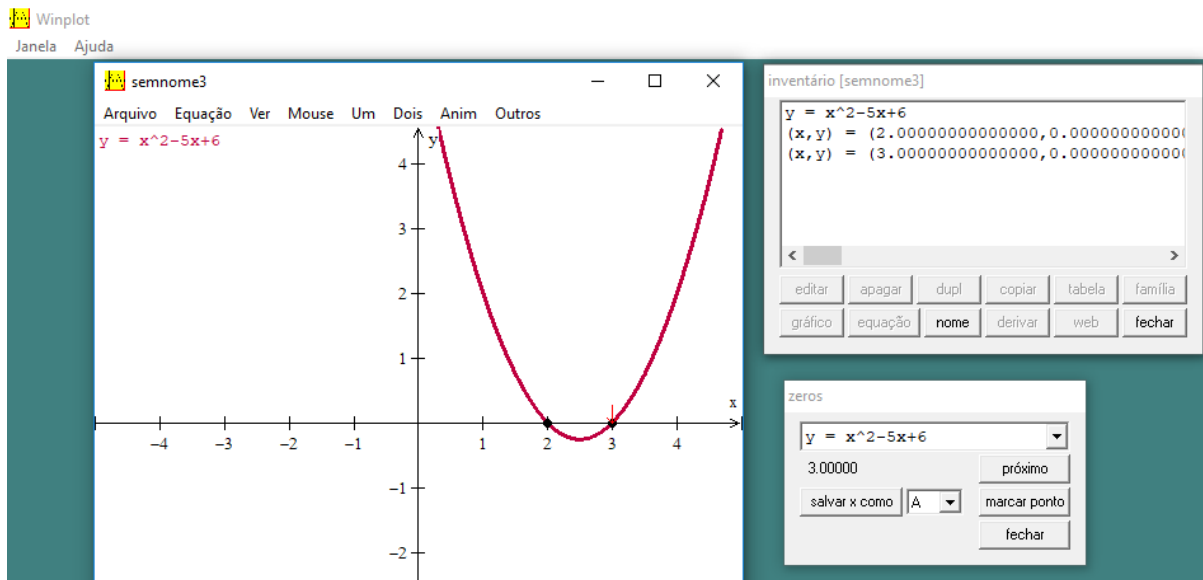 Winplot
Janela Ajuda
semnome3
Arquivo Equação Ver Mouse Um Dois Anim Outros
y = x^2-5x+6
y
4
3
2
1
x
-4 -3 -2 -1 1 2 3 4
-1
-2
inventário [semnome3]
y = x^2-5x+6
(x,y) = (2.00000000000000,0.000000000000
(x,y) = (3.00000000000000,0.000000000000
editar apagar dupl copiar tabela família
gráfico equação nome derivar web fechar
zeros
y = x^2-5x+6
3.00000 próximo
salvar x como A marcar ponto
fechar